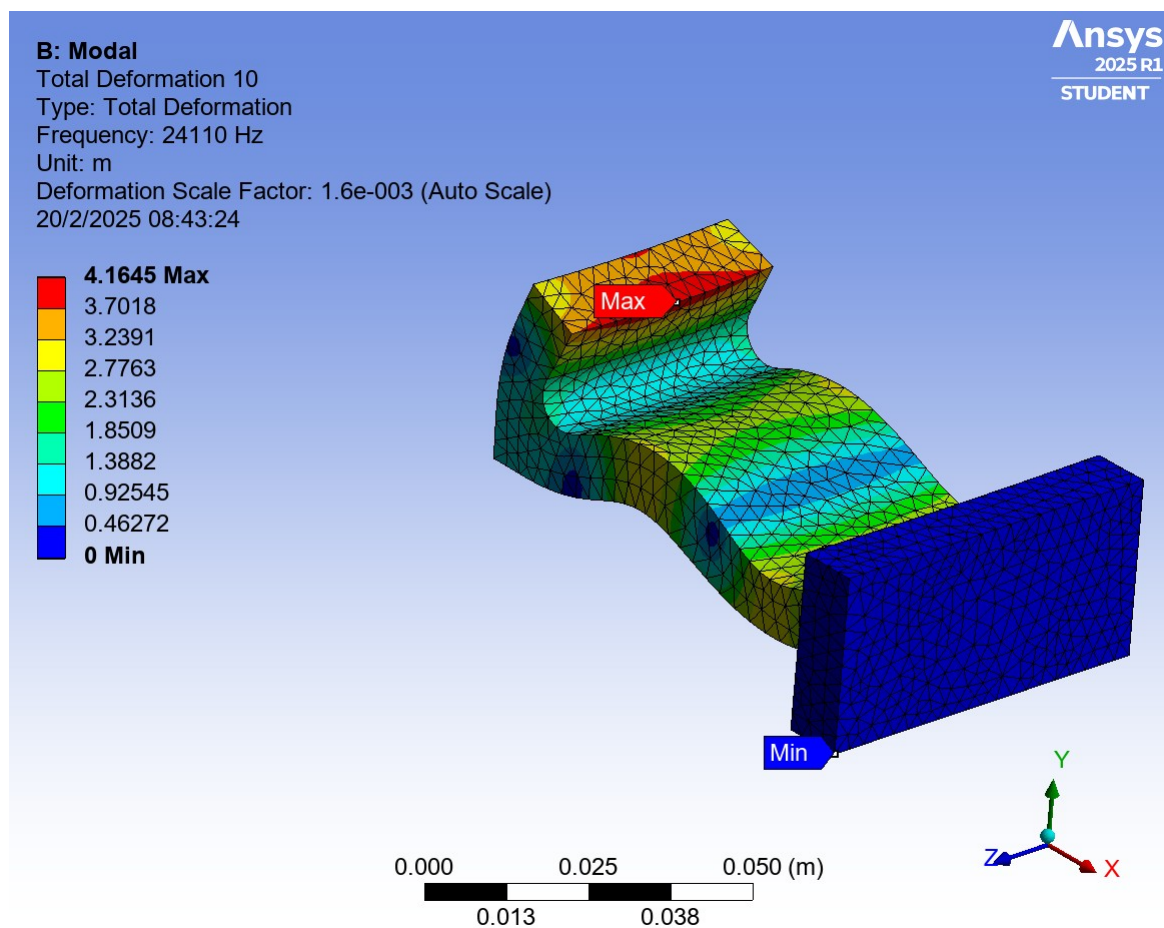 B: Modal
Total Deformation 10
Type: Total Deformation
Frequency: 24110 Hz
Unit: m
Deformation Scale Factor: 1.6e-003 (Auto Scale)
20/2/2025 08:43:24
Ansys
2025 R1
STUDENT
4.1645 Max
3.7018
3.2391
2.7763
2.3136
1.8509
1.3882
0.92545
0.46272
0 Min
Max
Min
Y
Z
X
0.000 0.025 0.050 (m)
0.013 0.038